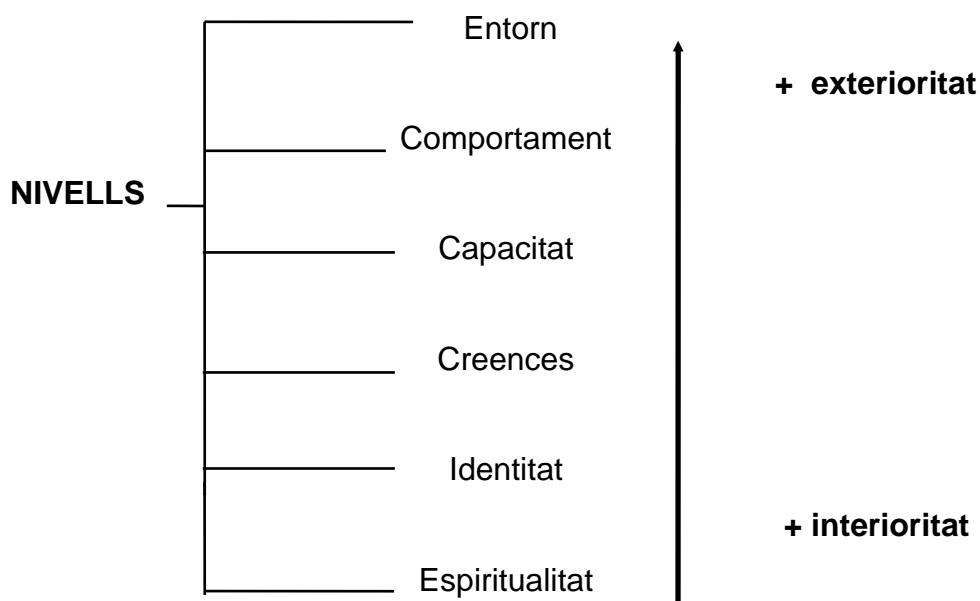 Entorn
+ exterioritat
Comportament
NIVELLS
Capacitat
Creences
Identitat
+ interioritat
Espiritualitat